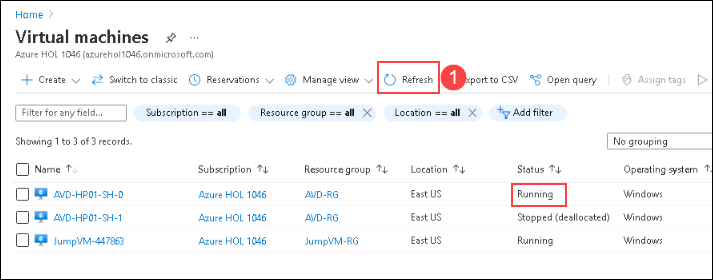 Home >
Virtual machines
Azure HOL 1046 (azurehol1046.onmicrosoft.com)
Create Switch to classic Reservations Manage view Refresh 1 Export to CSV Open query Assign tags
Filter for any field... Subscription == all Resource group == all Location == all Add filter
Showing 1 to 3 of 3 records. No grouping
Name Subscription Resource group Location Status Operating system
AVD-HP01-SH-0 Azure HOL 1046 AVD-RG East US Running Windows
AVD-HP01-SH-1 Azure HOL 1046 AVD-RG East US Stopped (deallocated) Windows
JumpVM-447863 Azure HOL 1046 JumpVM-RG East US Running Windows